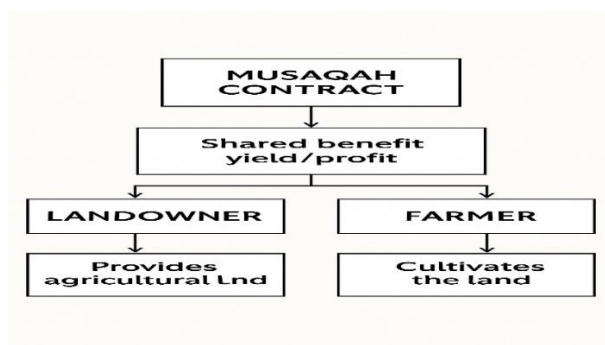 MUSAQAH
CONTRACT
Shared benefit
yield/profit
LANDOWNER
FARMER
Provides
agricultural Lnd
Cultivates
the land